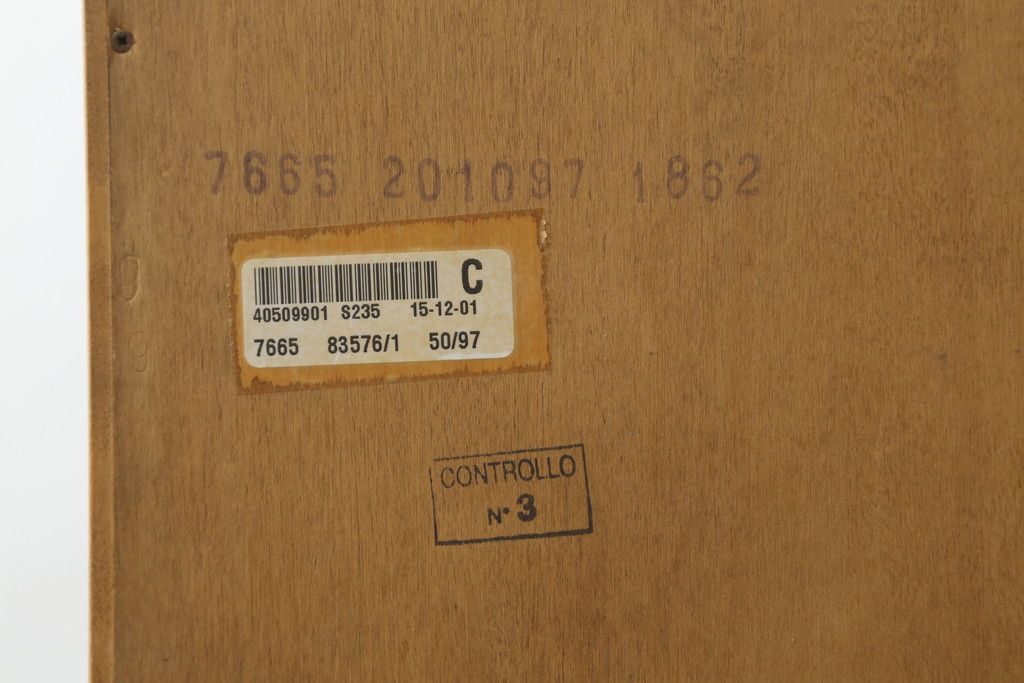 7665 201097 1862
C
40509901 S235 15-12-01
7665 83576/1 50/97
CONTROLLO
N° 3